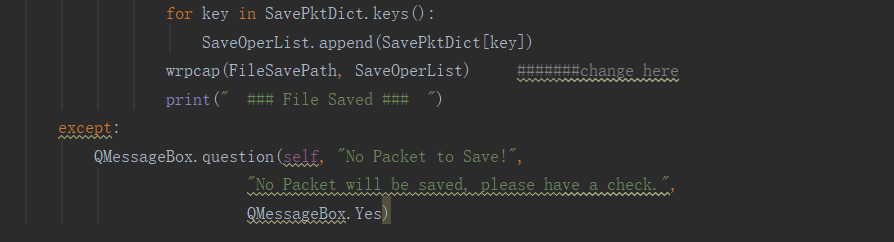 for key in SavePktDict.keys():
SaveOperList.append(SavePktDict[key])
wrpcap(FileSavePath, SaveOperList) #######change here
print(" ### File Saved ### ")
except:
QMessageBox.question(self, "No Packet to Save!",
"No Packet will be saved, please have a check.",
QMessageBox.Yes)